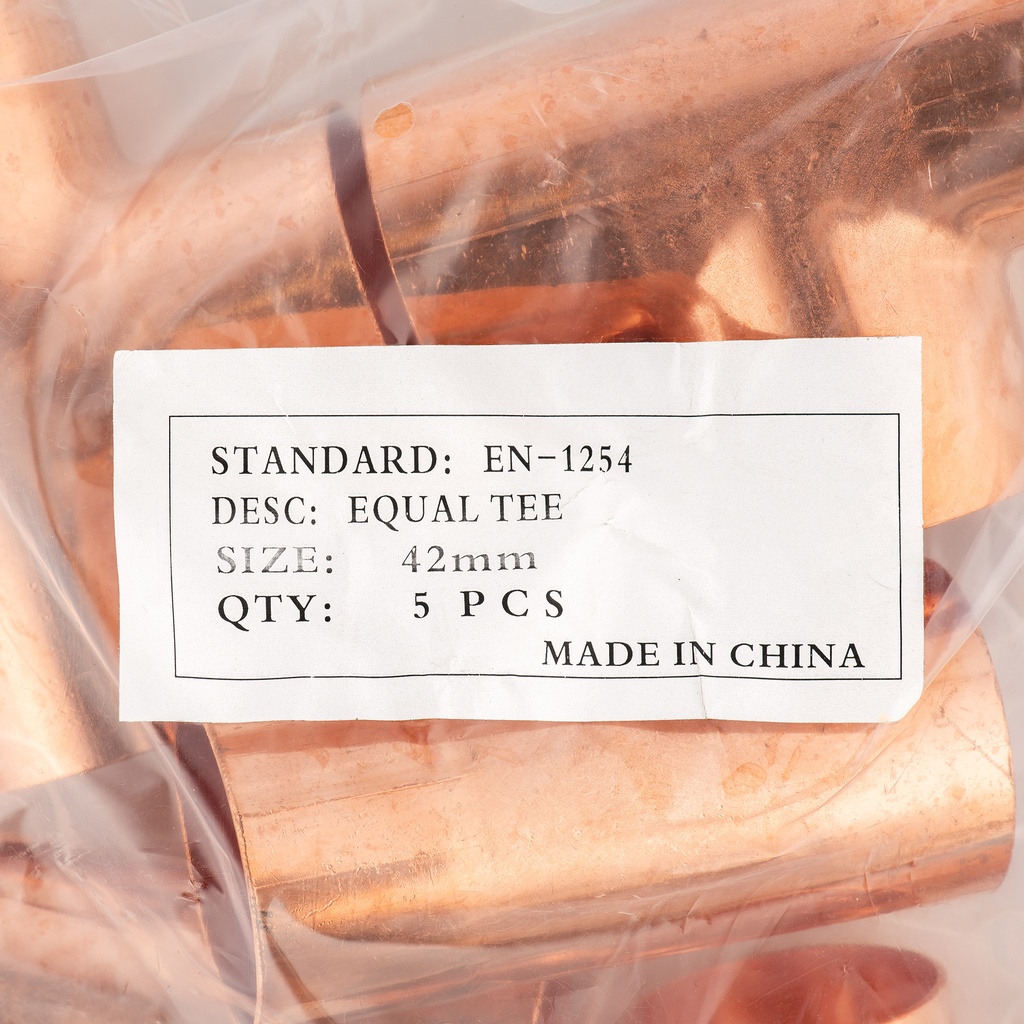 STANDARD: EN-1254
DESC: EQUAL TEE
SIZE: 42mm
QTY: 5 PCS
MADE IN CHINA